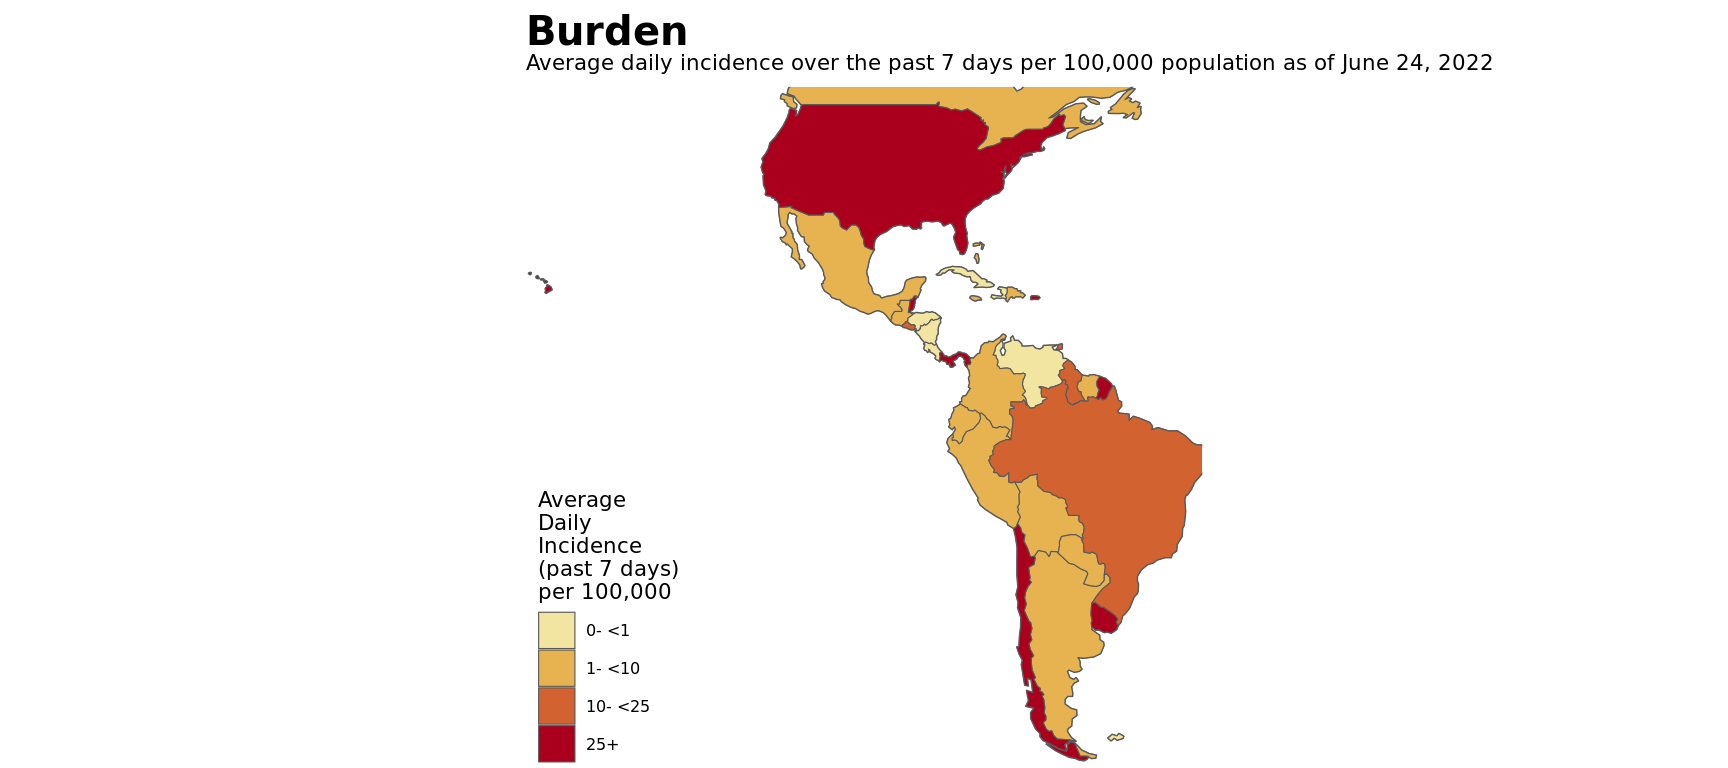 Burden
Average daily incidence over the past 7 days per 100,000 population as of June 24, 2022
Average
Daily
Incidence
(past 7 days)
per 100,000
0- <1
1- <10
10- <25
25+